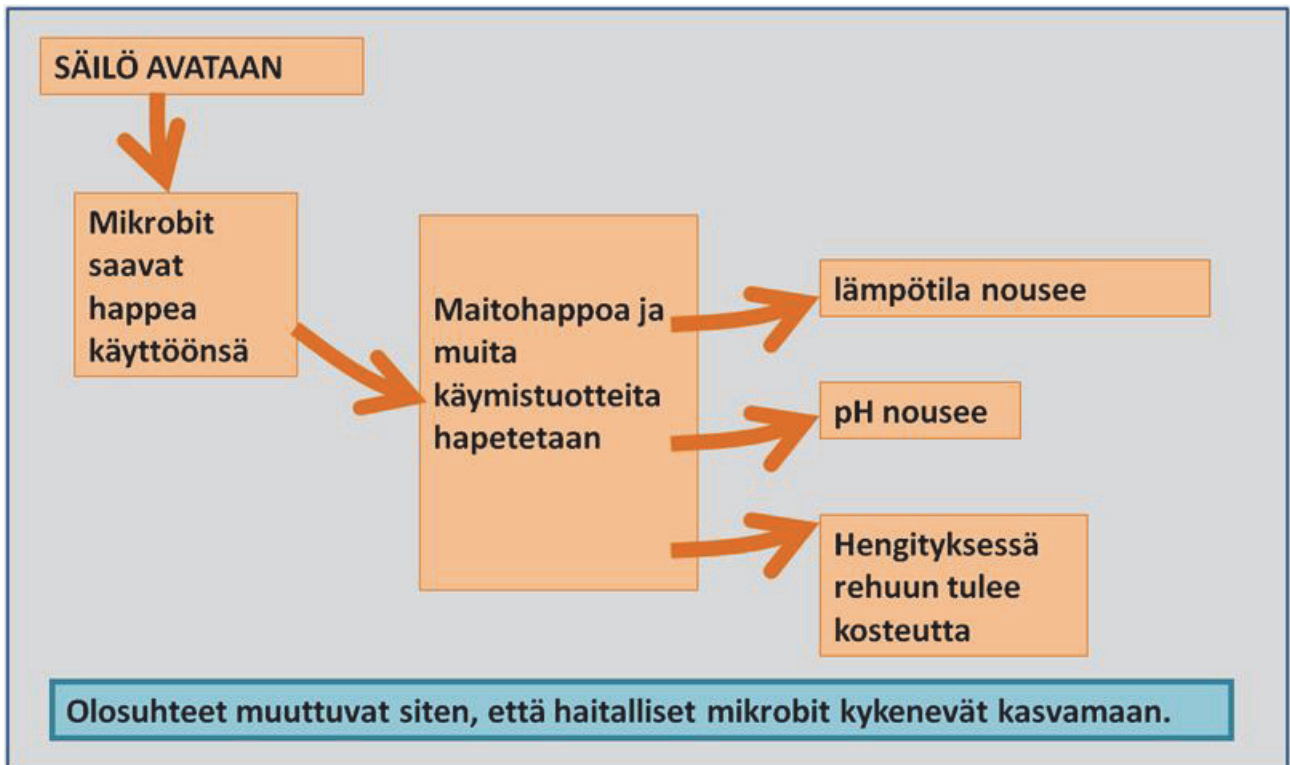 SÄILÖ AVATAAN
Mikrobit
saavat
happea
käyttöönsä
Maitohappoa ja
muita
käymistuotteita
hapetetaan
lämpötila nousee
pH nousee
Hengityksessä
rehuun tulee
kosteutta
Olosuhteet muuttuvat siten, että haitalliset mikrobit kykenevät kasvamaan.